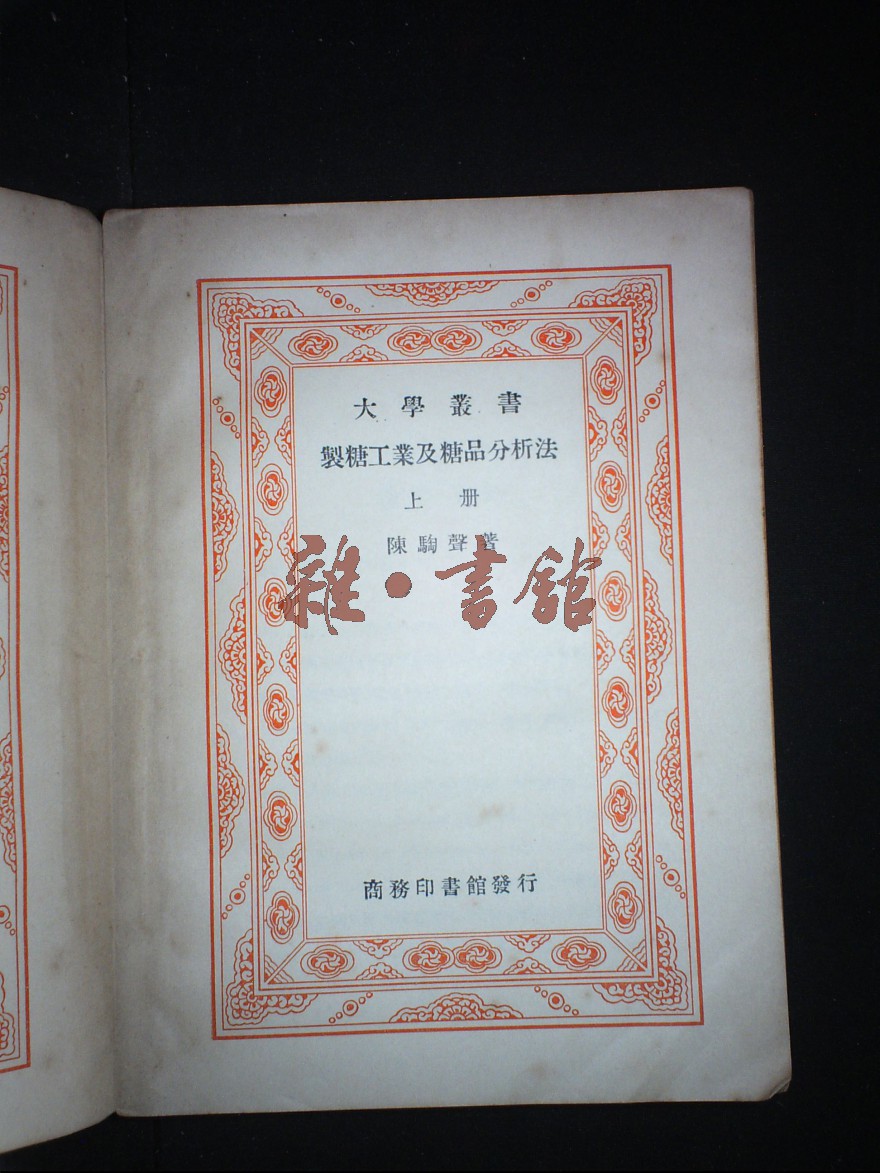 大學叢書
製糖工業及糖品分析法
上册
陳騊聲著
雜·書館
商務印書館發行